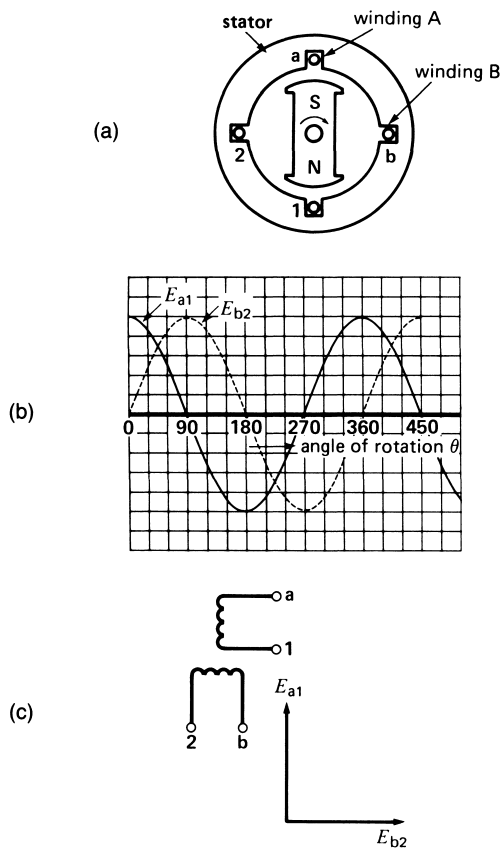 stator
winding A
a
winding B
(a)
S
2
b
N
1
E_a1
E_b2
(b)
0 90 180 270 360 450
angle of rotation θ
a
1
(c)
2 b
E_a1
E_b2